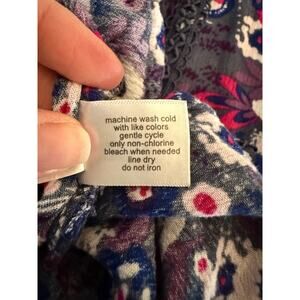 machine wash cold
with like colors
gentle cycle
only non-chlorine
bleach when needed
line dry
do not iron